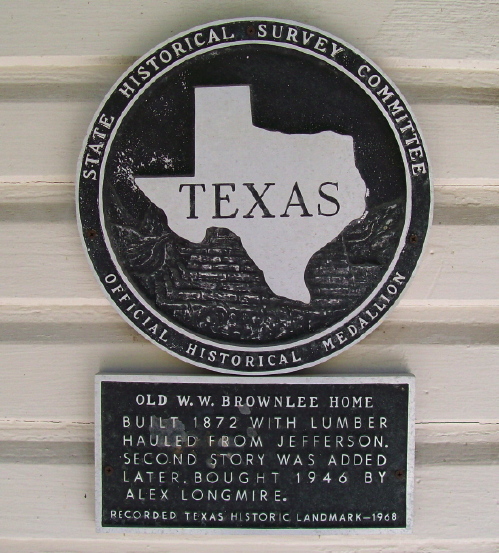 STATE HISTORICAL SURVEY COMMITTEE
TEXAS
OFFICIAL HISTORICAL MEDALLION
OLD W.W. BROWNLEE HOME
BUILT 1872 WITH LUMBER
HAULED FROM JEFFERSON.
SECOND STORY WAS ADDED
LATER. BOUGHT 1946 BY
ALEX LONGMIRE.
RECORDED TEXAS HISTORIC LANDMARK—1968